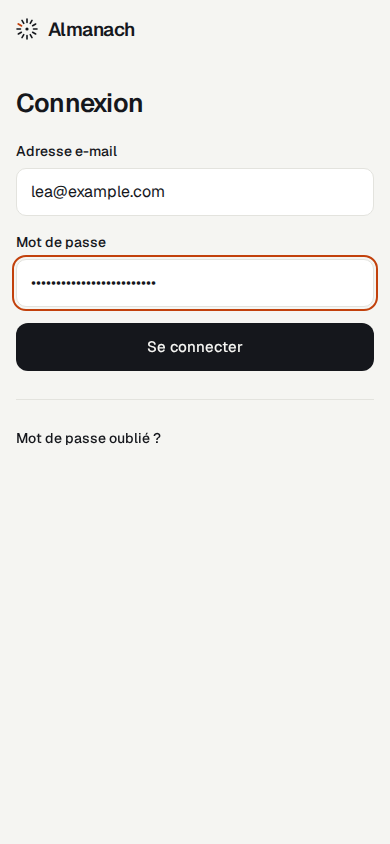 Almanach
Connexion
Adresse e-mail
lea@example.com
Mot de passe
•••••••••••••••••••••••••
Se connecter
Mot de passe oublié ?